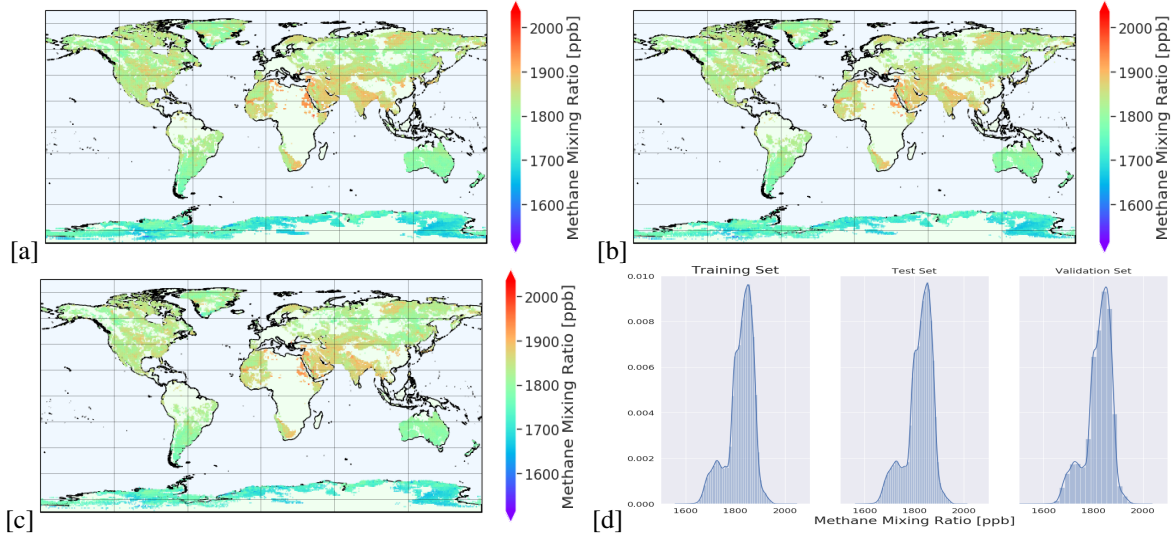 2000
1900
1800
1700
1600
Methane Mixing Ratio [ppb]
[a]
2000
1900
1800
1700
1600
Methane Mixing Ratio [ppb]
[b]
2000
1900
1800
1700
1600
Methane Mixing Ratio [ppb]
[c]
Training Set
Test Set
Validation Set
0.010
0.008
0.006
0.004
0.002
0.000
1600 1800 2000
1600 1800 2000
1600 1800 2000
Methane Mixing Ratio [ppb]
[d]